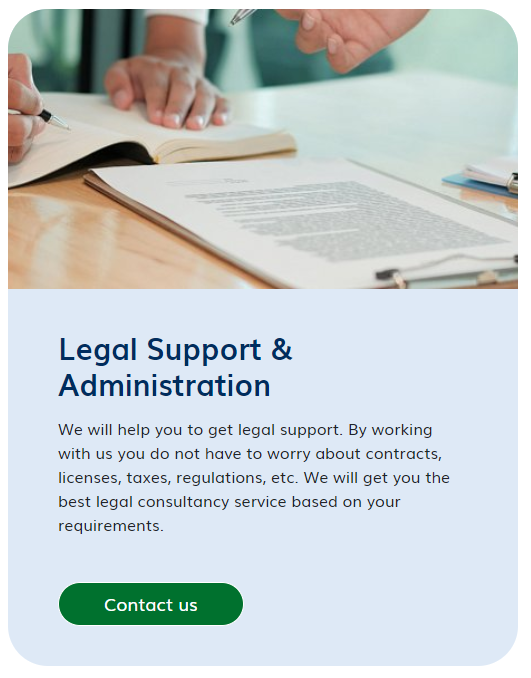 Legal Support &
Administration
We will help you to get legal support. By working
with us you do not have to worry about contracts,
licenses, taxes, regulations, etc. We will get you the
best legal consultancy service based on your
requirements.
Contact us